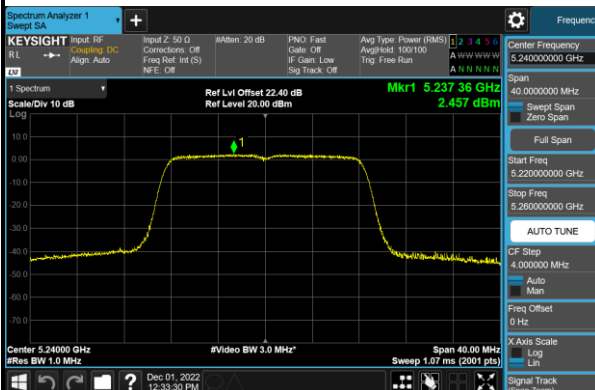 Spectrum Analyzer 1
Swept SA
KEYSIGHT
RL
Input: RF
Coupling: DC
Align: Auto
Input Z: 50 Ω
Corrections: Off
Freq Ref: Int (S)
NFE: Off
#Atten: 20 dB
PNO: Fast
Gate: Off
IF Gain: Low
Sig Track: Off
Avg Type: Power (RMS)
Avg|Hold: 100/100
Trig: Free Run
1 2 3 4 5 6
A W W W W W
A N N N N N
LXI
1 Spectrum
Scale/Div 10 dB
Log
Ref Lvl Offset 22.40 dB
Ref Level 20.00 dBm
Mkr1 5.237 36 GHz
2.457 dBm
1
10.0
0.00
-10.0
-20.0
-30.0
-40.0
-50.0
-60.0
-70.0
Center 5.24000 GHz
#Res BW 1.0 MHz
#Video BW 3.0 MHz*
Span 40.00 MHz
Sweep 1.07 ms (2001 pts)
?
Dec 01, 2022
12:33:30 PM
Frequenc
Center Frequency
5.240000000 GHz
Span
40.0000000 MHz
Swept Span
Zero Span
Full Span
Start Freq
5.220000000 GHz
Stop Freq
5.260000000 GHz
AUTO TUNE
CF Step
4.000000 MHz
Auto
Man
Freq Offset
0 Hz
X Axis Scale
Log
Lin
Signal Track
(Span Zoom)